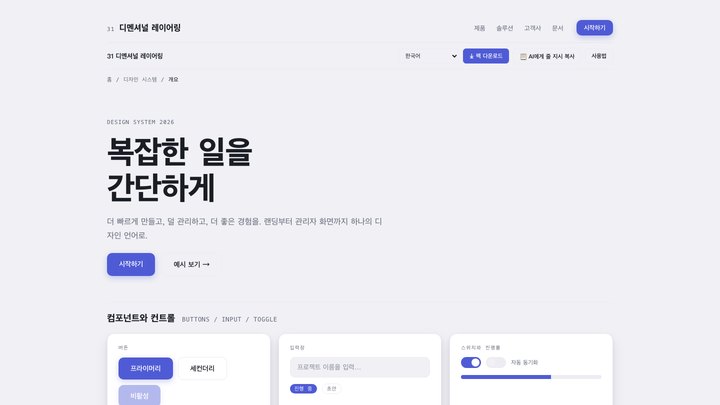 31 디멘셔널 레이어링
제품 솔루션 고객사 문서 시작하기
31 디멘셔널 레이어링
한국어 팩 다운로드 AI에게 줄 지시 복사 사용법
홈 / 디자인 시스템 / 개요
DESIGN SYSTEM 2026
복잡한 일을
간단하게
더 빠르게 만들고, 덜 관리하고, 더 좋은 경험을. 랜딩부터 관리자 화면까지 하나의 디
자인 언어로.
시작하기 예시 보기 →
컴포넌트와 컨트롤 BUTTONS / INPUT / TOGGLE
버튼
프라이머리 세컨더리
비활성
입력창
프로젝트 이름을 입력...
진행 중 초안
스위치와 진행률
자동 동기화